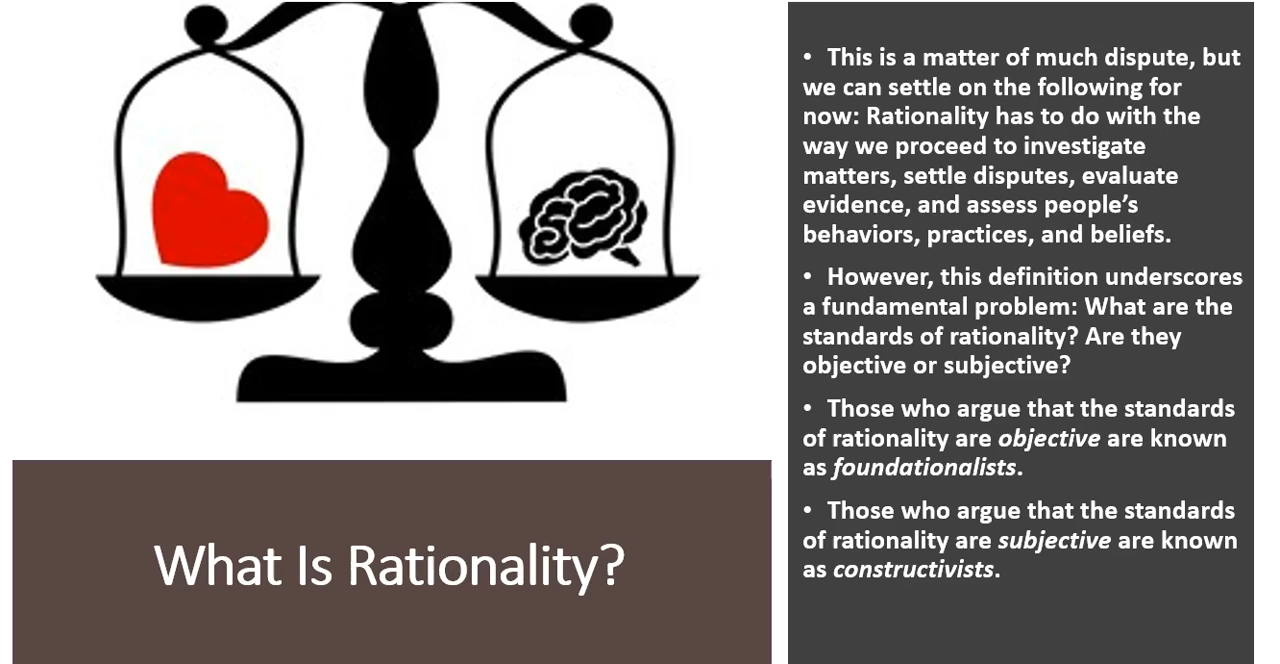 • This is a matter of much dispute, but
we can settle on the following for
now: Rationality has to do with the
way we proceed to investigate
matters, settle disputes, evaluate
evidence, and assess people’s
behaviors, practices, and beliefs.
• However, this definition underscores
a fundamental problem: What are the
standards of rationality? Are they
objective or subjective?
• Those who argue that the standards
of rationality are objective are known
as foundationalists.
• Those who argue that the standards
of rationality are subjective are known
as constructivists.
What Is Rationality?